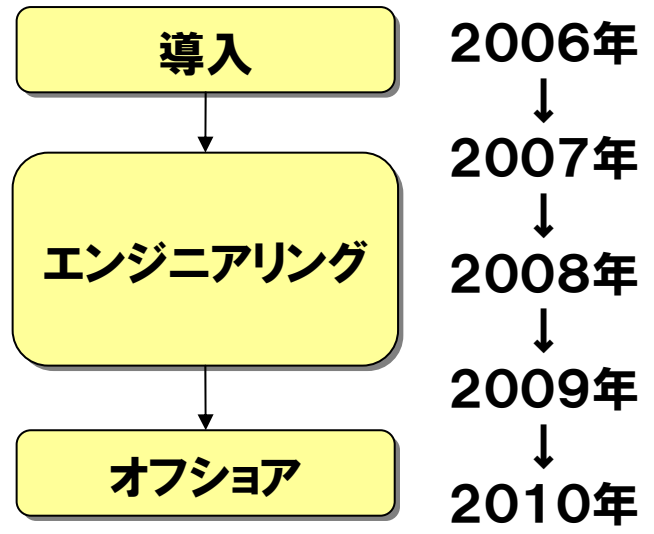 導入
エンジニアリング
オフショア
２００６年
↓
２００７年
↓
２００８年
↓
２００９年
↓
２０１０年